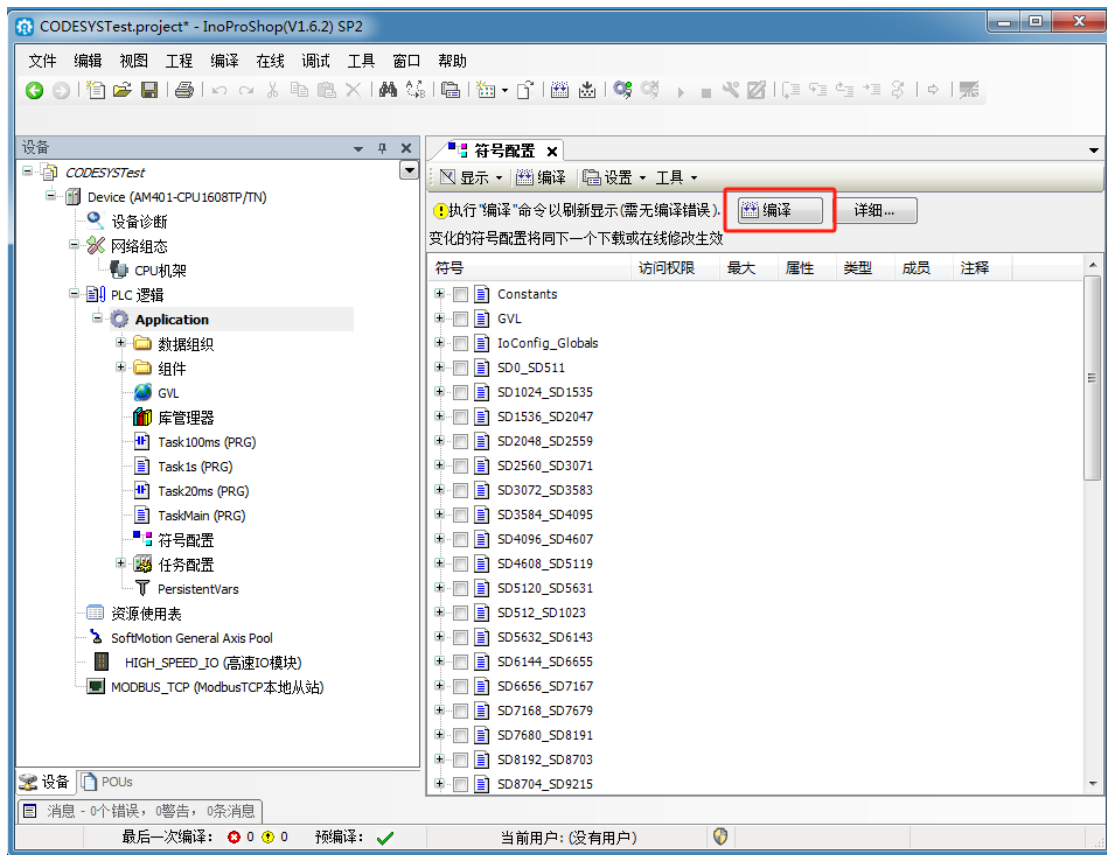 CODESYSTest.project* - InoProShop(V1.6.2) SP2
文件 编辑 视图 工程 编译 在线 调试 工具 窗口 帮助
设备
CODESYSTest
Device (AM401-CPU1608TP/TN)
设备诊断
网络组态
CPU机架
PLC 逻辑
Application
数据组织
组件
GVL
库管理器
Task100ms (PRG)
Task1s (PRG)
Task20ms (PRG)
TaskMain (PRG)
符号配置
任务配置
PersistentVars
资源使用表
SoftMotion General Axis Pool
HIGH_SPEED_IO (高速IO模块)
MODBUS_TCP (ModbusTCP本地从站)
设备 POUs
符号配置
显示 编译 设置 工具
执行"编译"命令以刷新显示(需无编译错误). 编译 详细...
变化的符号配置将同下一个下载或在线修改生效
符号 访问权限 最大 属性 类型 成员 注释
Constants
GVL
IoConfig_Globals
SD0_SD511
SD1024_SD1535
SD1536_SD2047
SD2048_SD2559
SD2560_SD3071
SD3072_SD3583
SD3584_SD4095
SD4096_SD4607
SD4608_SD5119
SD5120_SD5631
SD512_SD1023
SD5632_SD6143
SD6144_SD6655
SD6656_SD7167
SD7168_SD7679
SD7680_SD8191
SD8192_SD8703
SD8704_SD9215
消息 - 0个错误, 0警告, 0条消息
最后一次编译: 0 0 预编译: 当前用户: (没有用户)